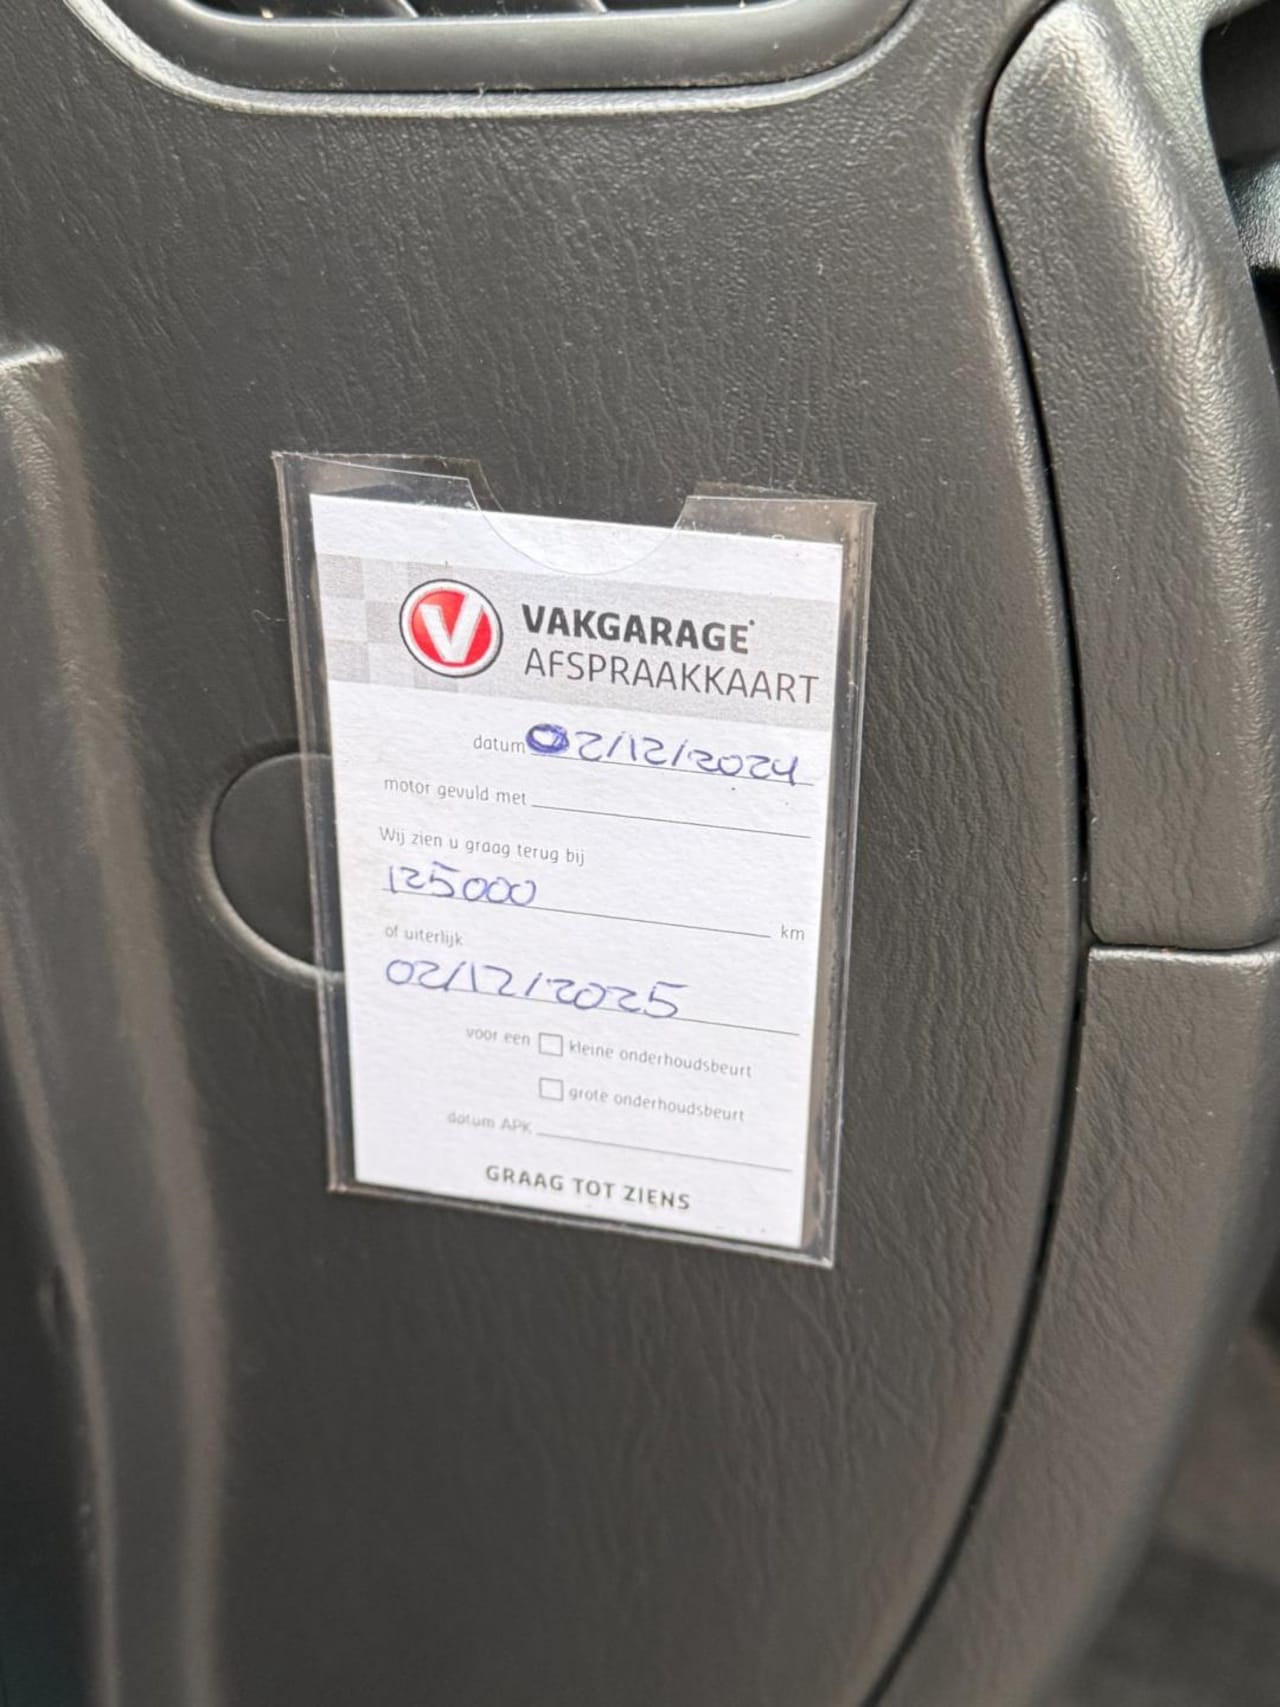 V VAKGARAGE
AFSPRAAKKAART
datum 02/12/2024
motor gevuld met
Wij zien u graag terug bij
125000 km
of uiterlijk
02/12/2025
voor een kleine onderhoudsbeurt
grote onderhoudsbeurt
datum APK
GRAAG TOT ZIENS